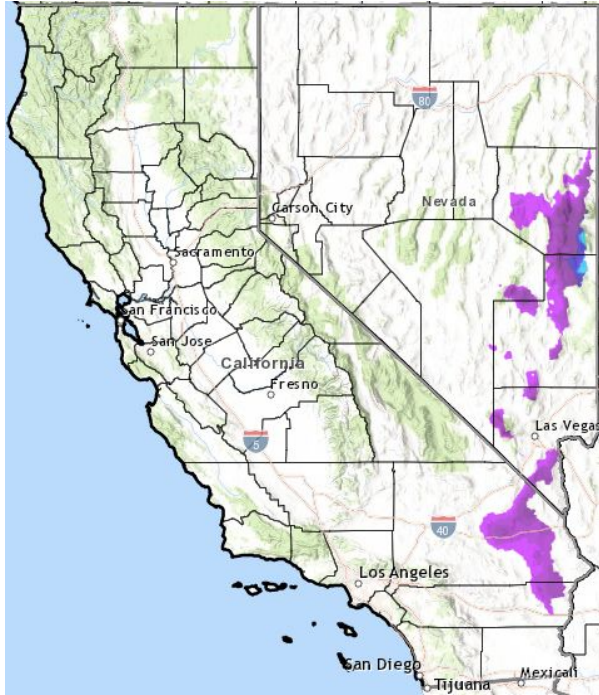 80
Carson City
Nevada
Sacramento
San Francisco
San Jose
California
Fresno
5
Las Vegas
40
Los Angeles
San Diego
Tijuana
Mexicali